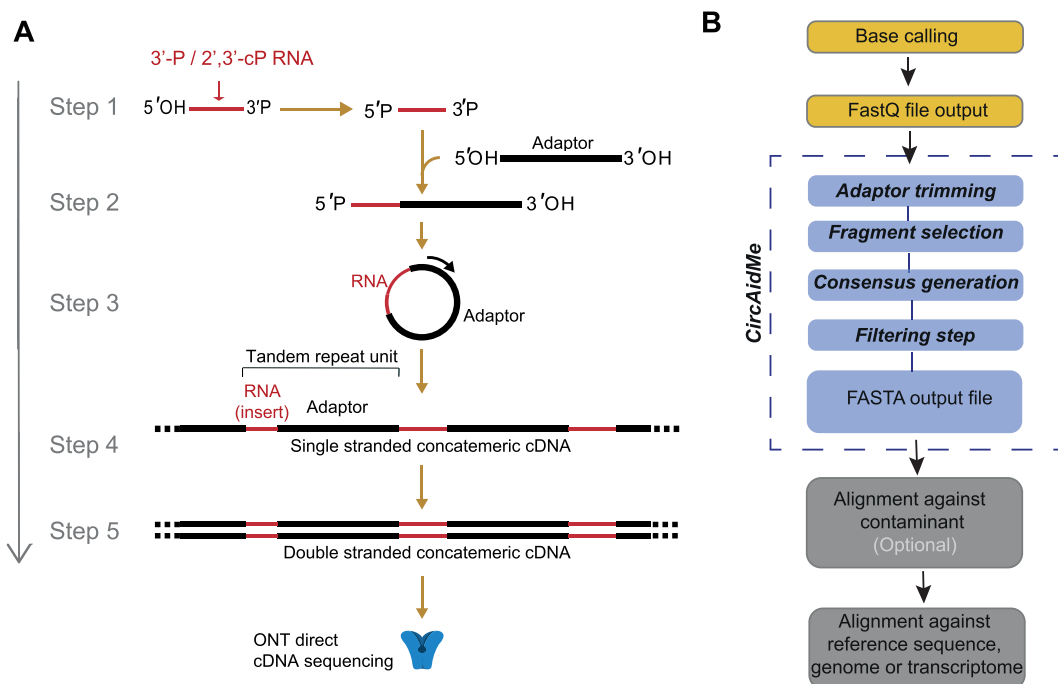 A
3’-P / 2’,3’-cP RNA
Step 1
5′OH
3′P
5′P
3′P
5′OH
Adaptor
3′OH
Step 2
5′P
3′OH
Step 3
RNA
Adaptor
Tandem repeat unit
RNA
(insert)
Adaptor
Step 4
Single stranded concatemeric cDNA
Step 5
Double stranded concatemeric cDNA
ONT direct
cDNA sequencing
B
Base calling
FastQ file output
CircAidMe
Adaptor trimming
Fragment selection
Consensus generation
Filtering step
FASTA output file
Alignment against
contaminant
(Optional)
Alignment against
reference sequence,
genome or transcriptome